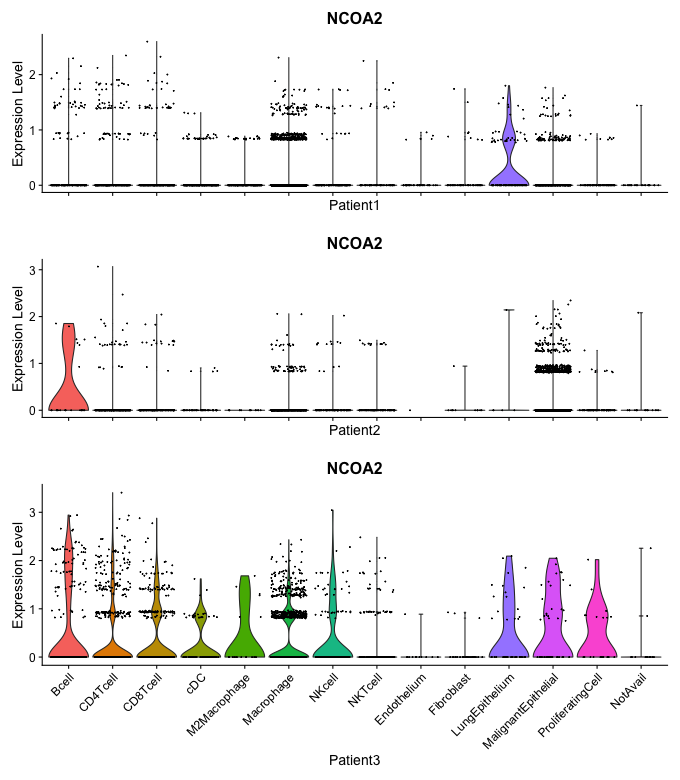 NCOA2
Expression Level
2
1
0
Patient1
NCOA2
Expression Level
3
2
1
0
Patient2
NCOA2
Expression Level
3
2
1
0
Bcell
CD4Tcell
CD8Tcell
cDC
M2Macrophage
Macrophage
NKcell
NKTcell
Endothelium
Fibroblast
LungEpithelium
MalignantEpithelial
ProliferatingCell
NotAvail
Patient3